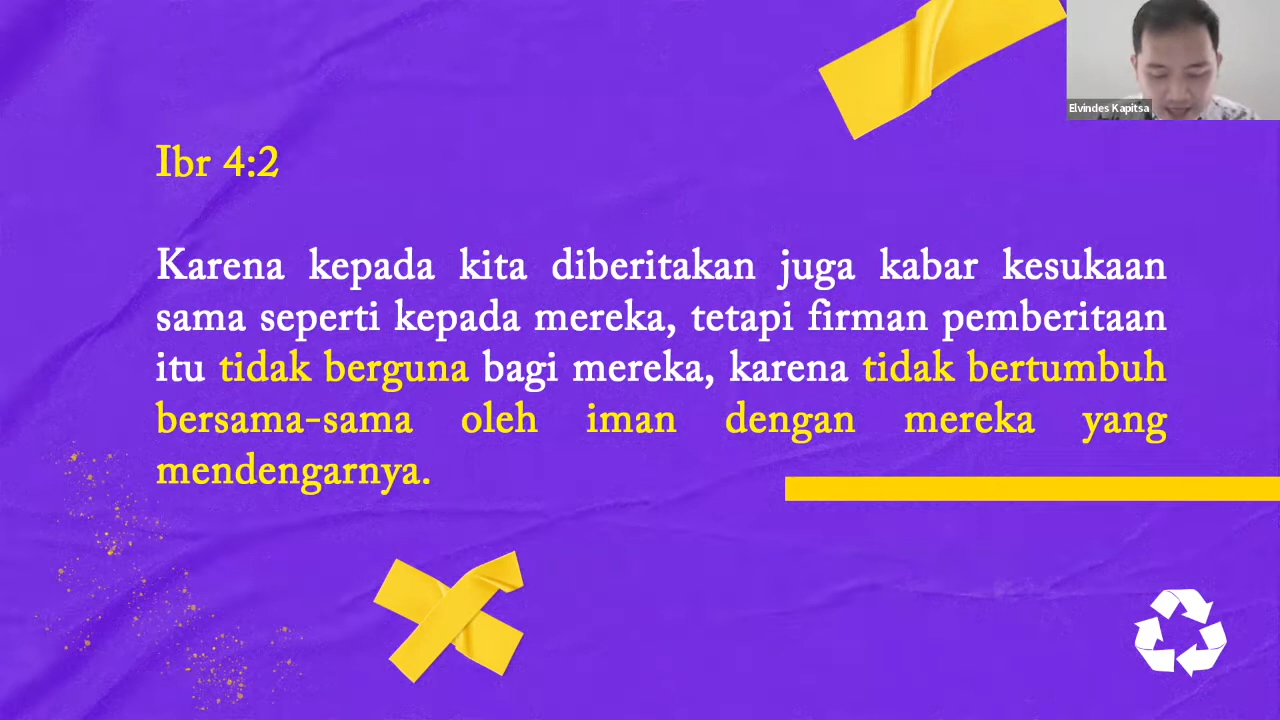 Elvindes Kapitsa
Ibr 4:2
Karena kepada kita diberitakan juga kabar kesukaan
sama seperti kepada mereka, tetapi firman pemberitaan
itu tidak berguna bagi mereka, karena tidak bertumbuh
bersama-sama oleh iman dengan mereka yang
mendengarnya.